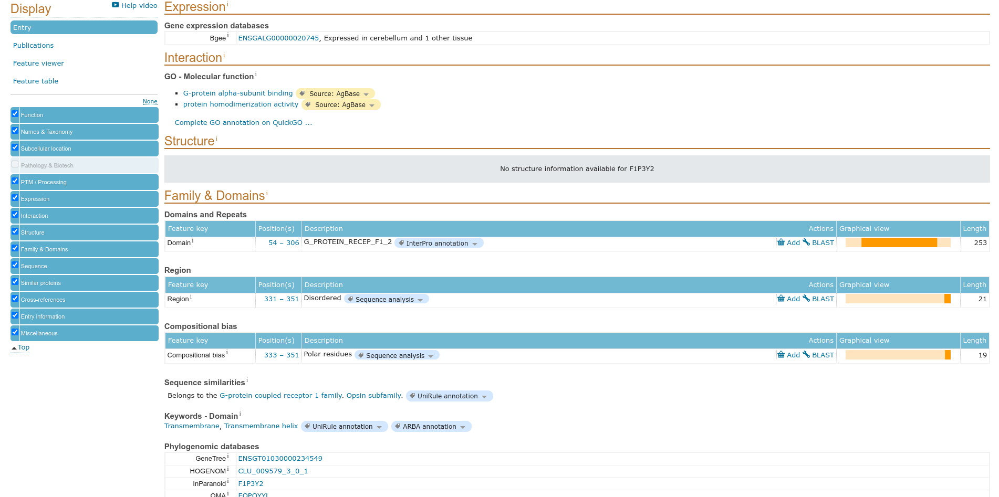 Display
Help video
Entry
Publications
Feature viewer
Feature table
None
Function
Names & Taxonomy
Subcellular location
Pathology & Biotech
PTM / Processing
Expression
Interaction
Structure
Family & Domains
Sequence
Similar proteins
Cross-references
Entry information
Miscellaneous
Top
Expression i
Gene expression databases
Bgee i ENSGALG00000020745, Expressed in cerebellum and 1 other tissue
Interaction i
GO - Molecular function i
G-protein alpha-subunit binding Source: AgBase
protein homodimerization activity Source: AgBase
Complete GO annotation on QuickGO ...
Structure i
No structure information available for F1P3Y2
Family & Domains i
Domains and Repeats
Feature key Position(s) Description Actions Graphical view Length
Domain i 54 – 306 G_PROTEIN_RECEP_F1_2 InterPro annotation Add BLAST 253
Region
Feature key Position(s) Description Actions Graphical view Length
Region i 331 – 351 Disordered Sequence analysis Add BLAST 21
Compositional bias
Feature key Position(s) Description Actions Graphical view Length
Compositional bias i 333 – 351 Polar residues Sequence analysis Add BLAST 19
Sequence similarities i
Belongs to the G-protein coupled receptor 1 family. Opsin subfamily. UniRule annotation
Keywords - Domain i
Transmembrane, Transmembrane helix UniRule annotation ARBA annotation
Phylogenomic databases
GeneTree i ENSGT01030000234549
HOGENOM i CLU_009579_3_0_1
InParanoid i F1P3Y2
OMA i